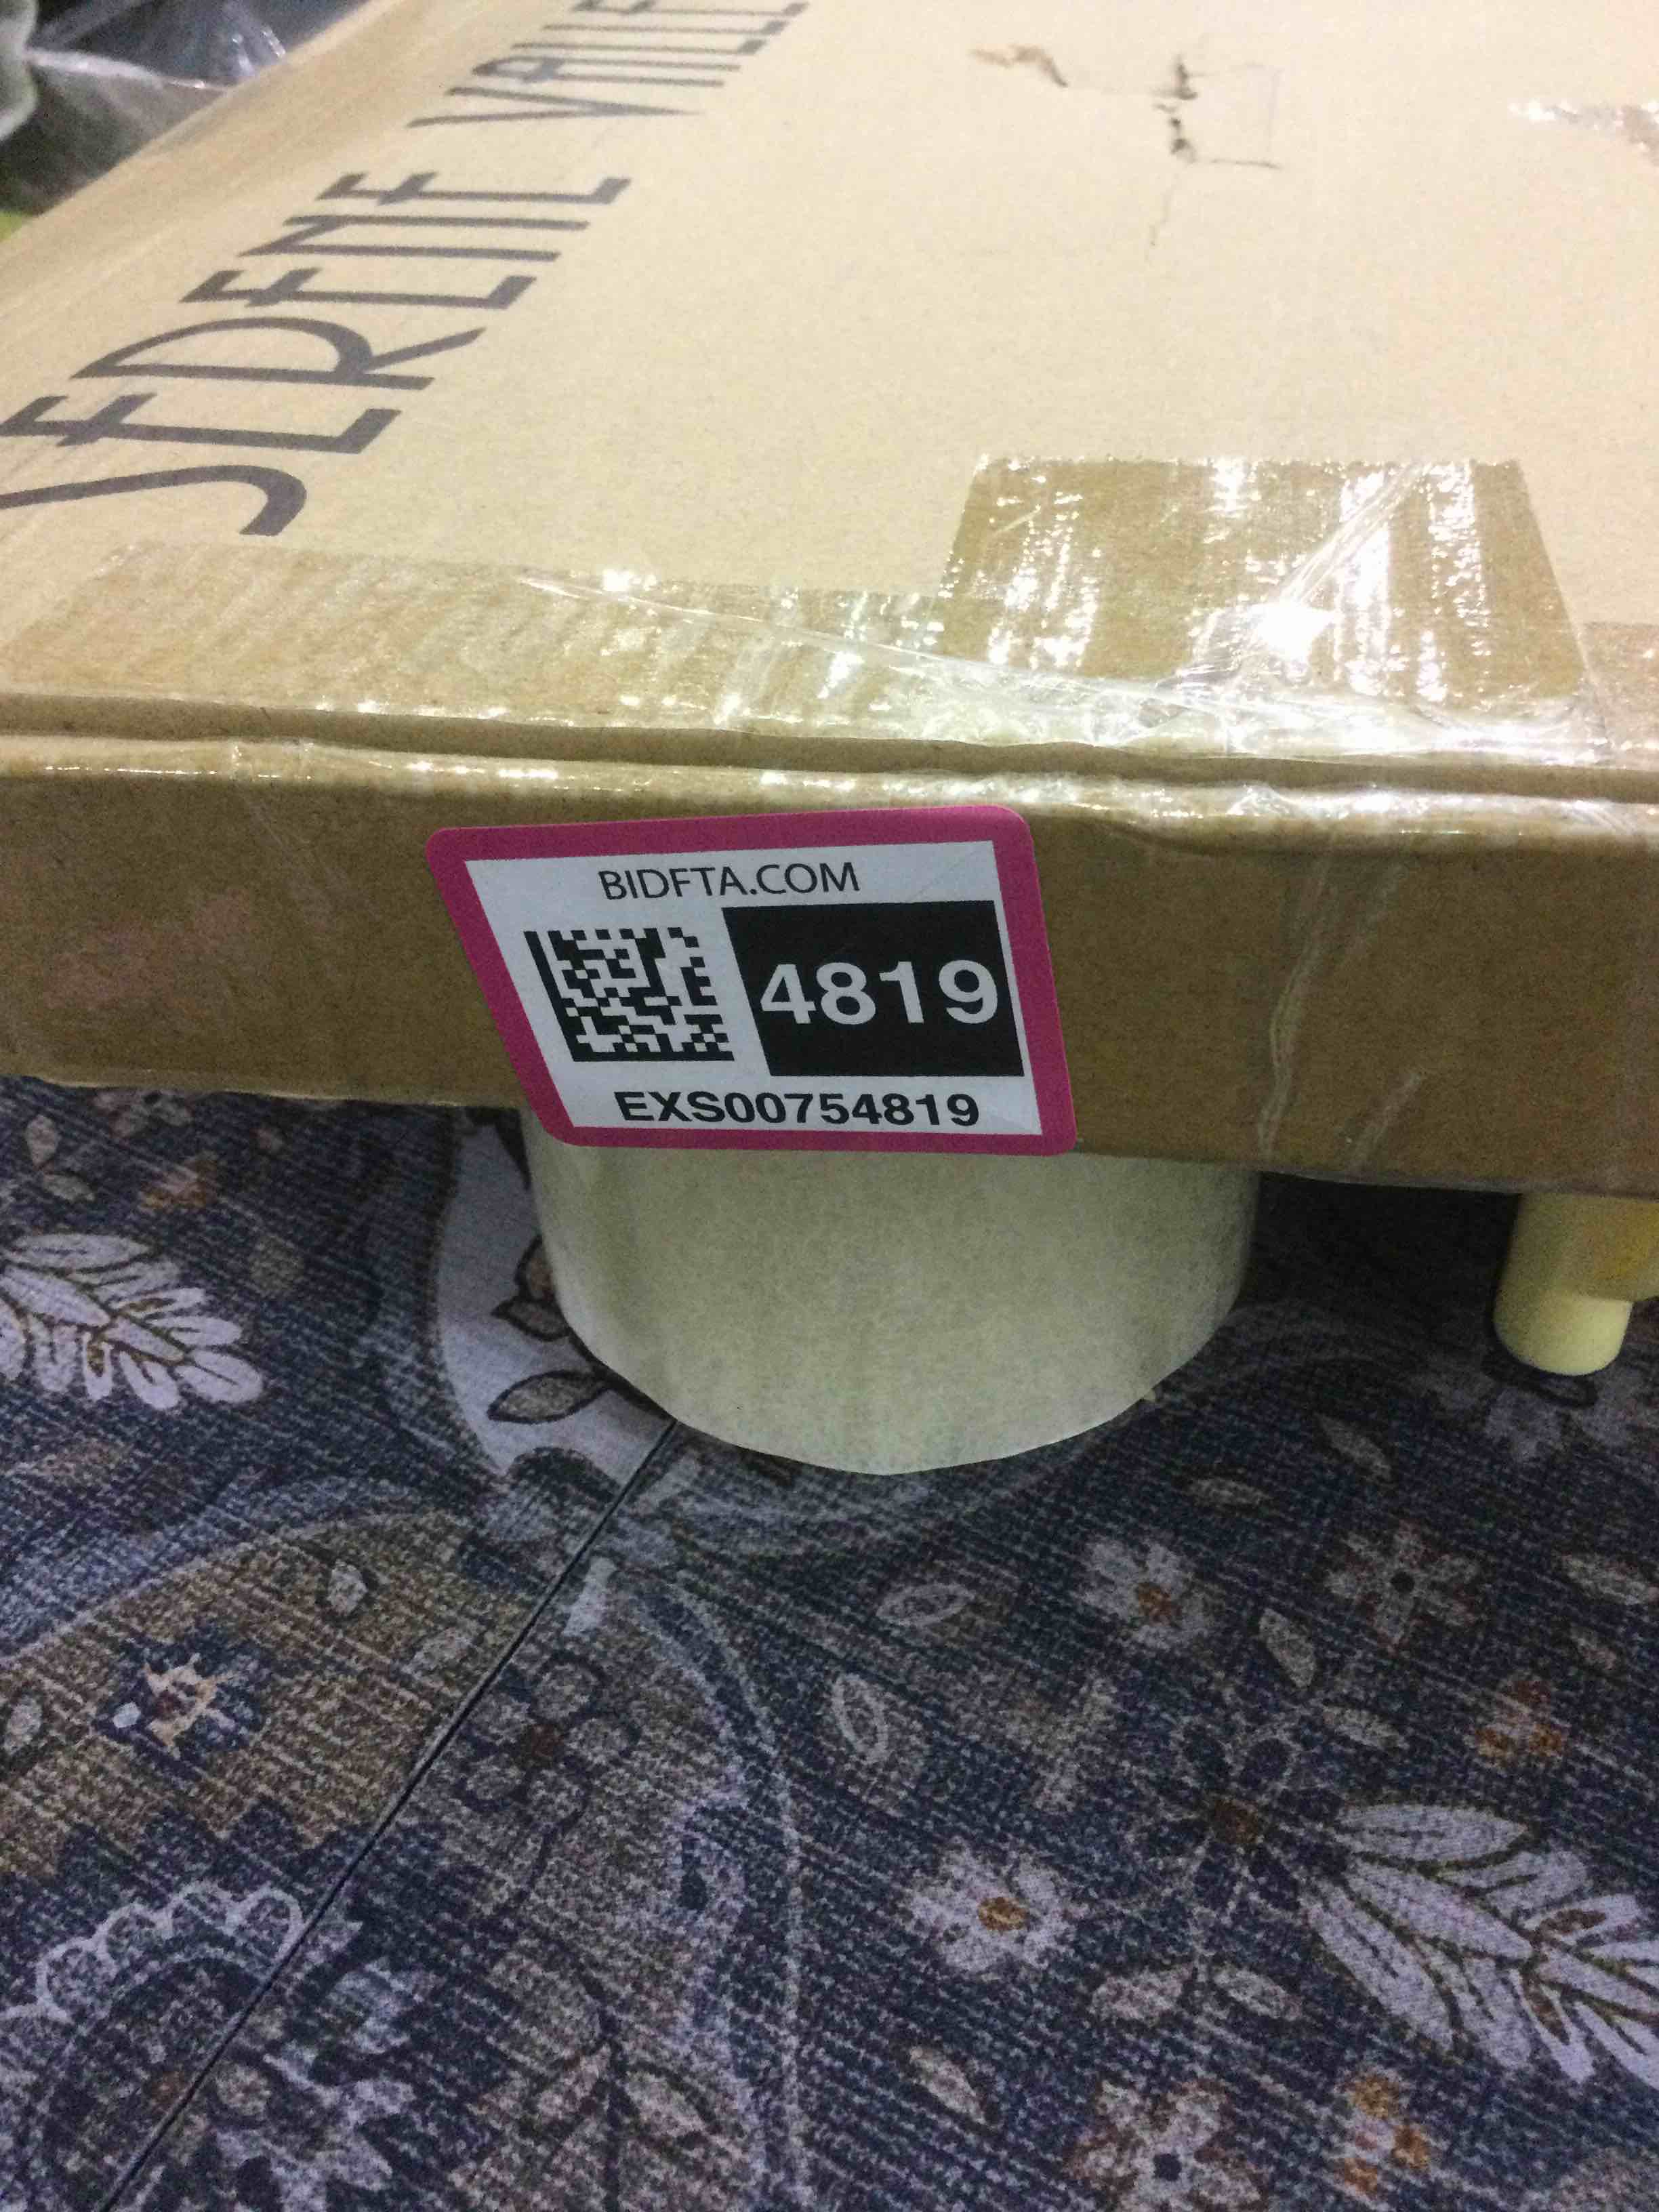 SERENE VALLE
BIDFTA.COM
4819
EXS00754819